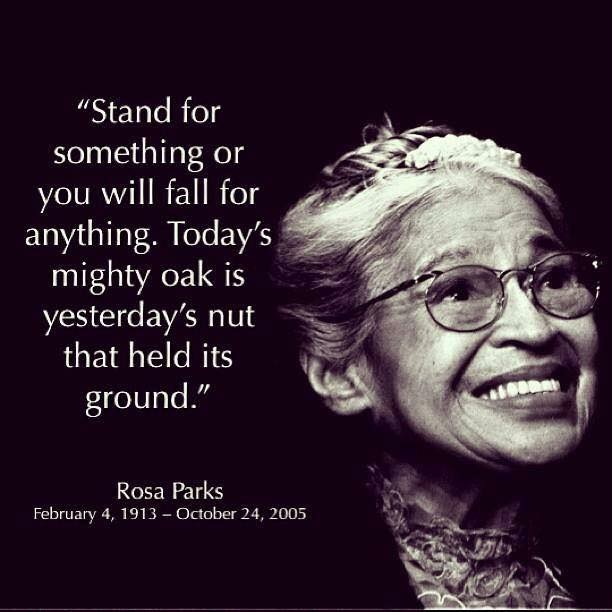 “Stand for
something or
you will fall for
anything. Today’s
mighty oak is
yesterday’s nut
that held its
ground.”
Rosa Parks
February 4, 1913 – October 24, 2005